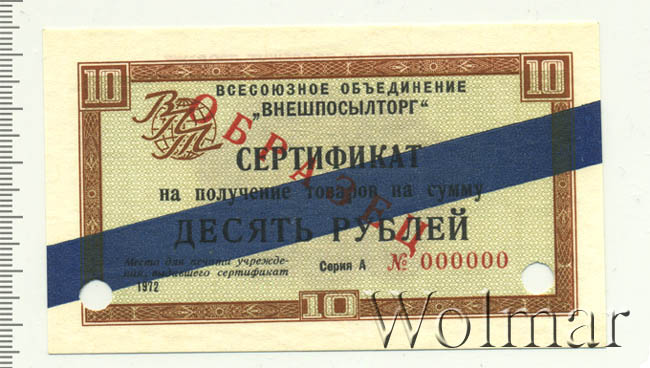 10
10
ВПТ
ВСЕСОЮЗНОЕ ОБЪЕДИНЕНИЕ
„ВНЕШПОСЫЛТОРГ“
ОБРАЗЕЦ
СЕРТИФИКАТ
на получение товаров на сумму
ДЕСЯТЬ РУБЛЕЙ
Место для печати учрежде-
ния, выдавшего сертификат
1972
Серия А № 000000
10
Wolmar